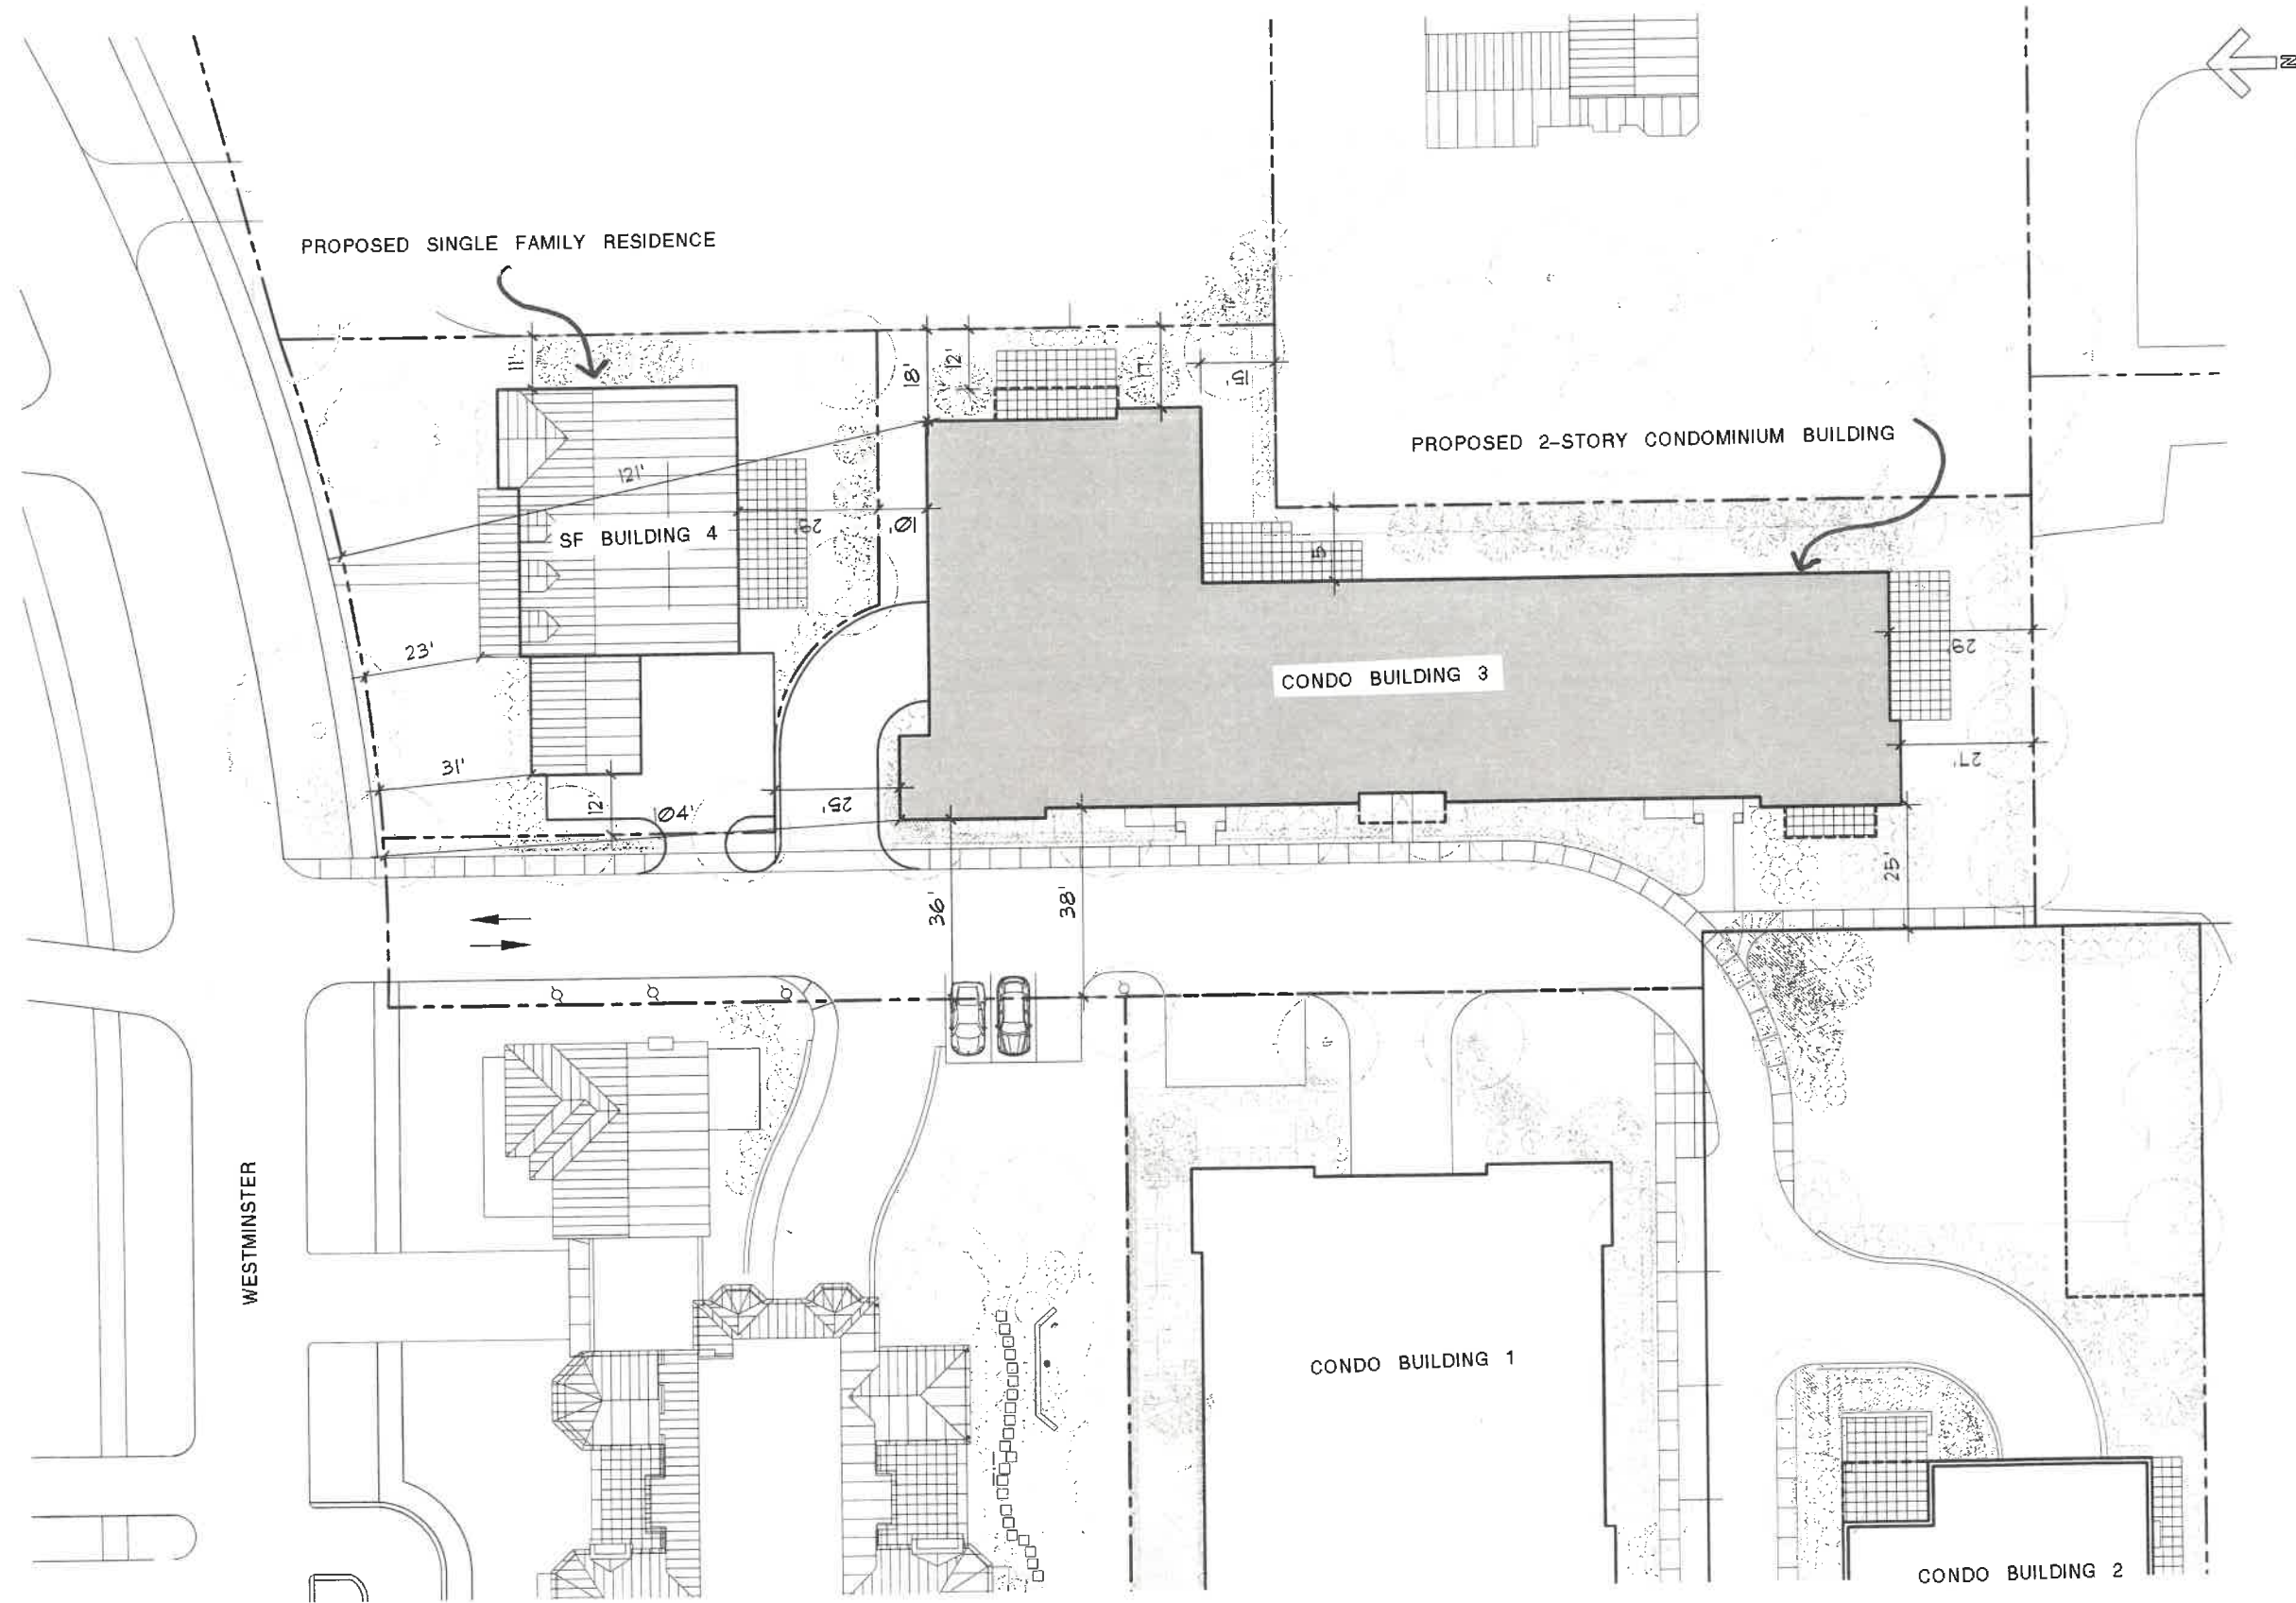 N
PROPOSED SINGLE FAMILY RESIDENCE
11'
18'
12'
17'
15'
PROPOSED 2-STORY CONDOMINIUM BUILDING
121'
SF BUILDING 4
29'
10'
15'
23'
29'
CONDO BUILDING 3
31'
27'
12'
104'
25'
36'
38'
25'
WESTMINSTER
CONDO BUILDING 1
CONDO BUILDING 2